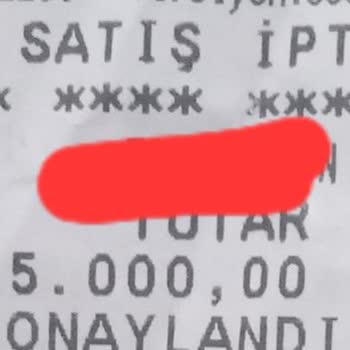 SATIŞ İPT
**** ***
TUTAR
5.000,00
ONAYLANDI